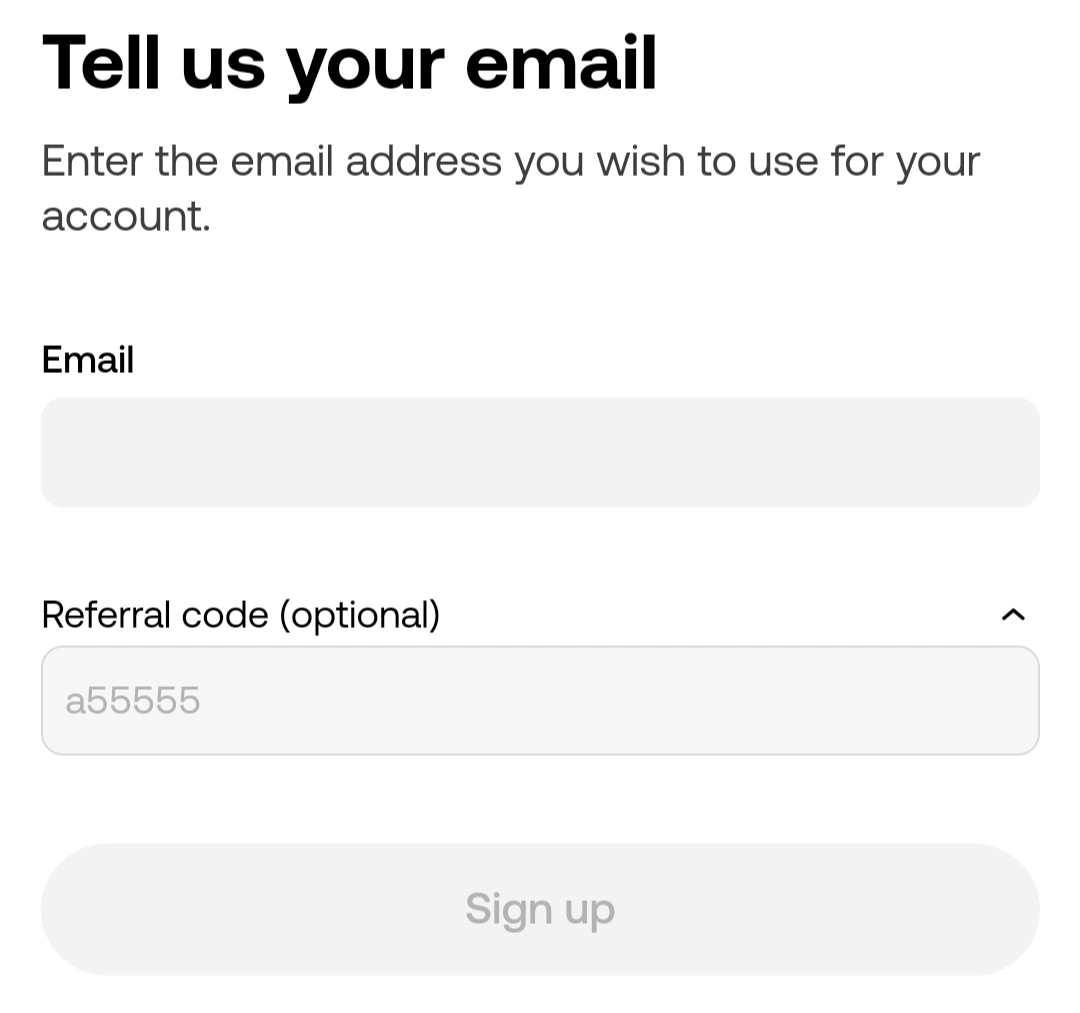 Tell us your email
Enter the email address you wish to use for your
account.
Email
Referral code (optional)
a55555
Sign up